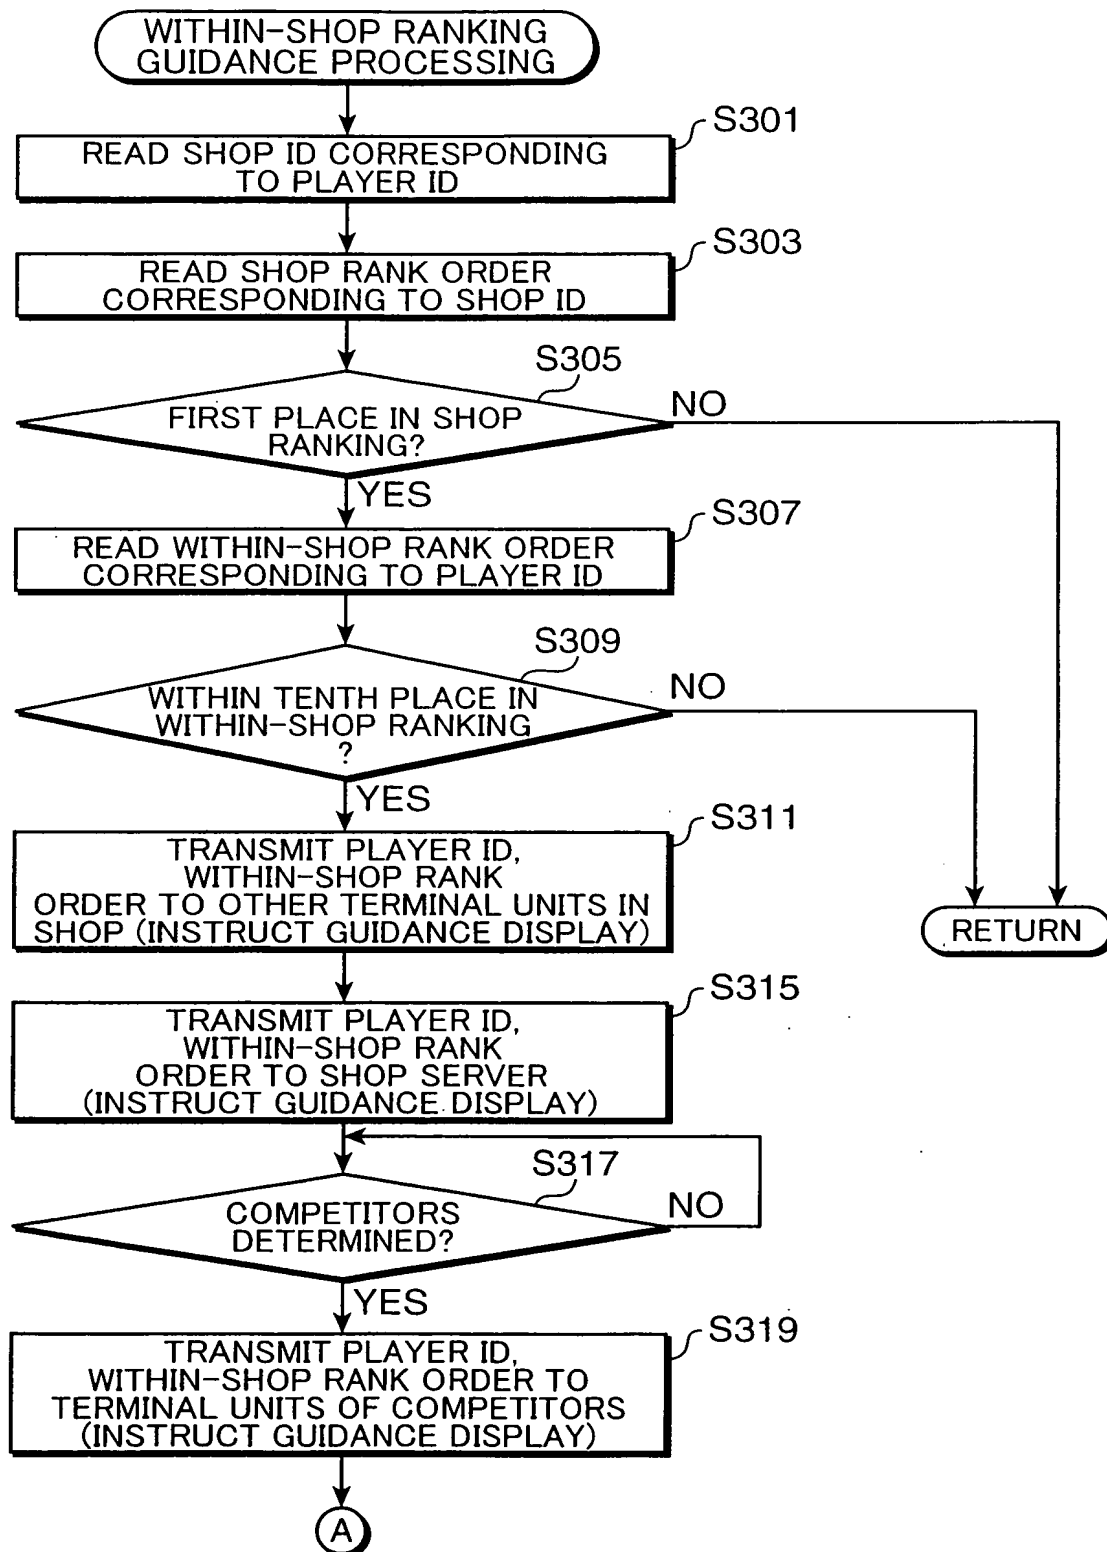 WITHIN-SHOP RANKING
GUIDANCE PROCESSING
S301
READ SHOP ID CORRESPONDING
TO PLAYER ID
S303
READ SHOP RANK ORDER
CORRESPONDING TO SHOP ID
S305
FIRST PLACE IN SHOP
RANKING?
NO
YES
S307
READ WITHIN-SHOP RANK ORDER
CORRESPONDING TO PLAYER ID
S309
WITHIN TENTH PLACE IN
WITHIN-SHOP RANKING
?
NO
YES
S311
TRANSMIT PLAYER ID,
WITHIN-SHOP RANK
ORDER TO OTHER TERMINAL UNITS IN
SHOP (INSTRUCT GUIDANCE DISPLAY)
RETURN
S315
TRANSMIT PLAYER ID,
WITHIN-SHOP RANK
ORDER TO SHOP SERVER
(INSTRUCT GUIDANCE DISPLAY)
S317
COMPETITORS
DETERMINED?
NO
YES
S319
TRANSMIT PLAYER ID,
WITHIN-SHOP RANK ORDER TO
TERMINAL UNITS OF COMPETITORS
(INSTRUCT GUIDANCE DISPLAY)
A